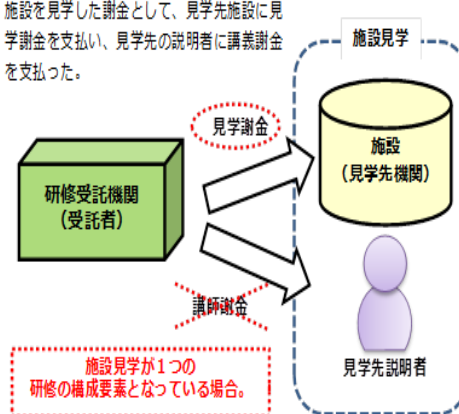 施設を見学した謝金として、見学先施設に見
学謝金を支払い、見学先の説明者に講義謝金
を支払った。
施設見学
見学謝金
施設
（見学先機関）
研修受託機関
（受託者）
講師謝金
見学先説明者
施設見学が１つの
研修の構成要素となっている場合。